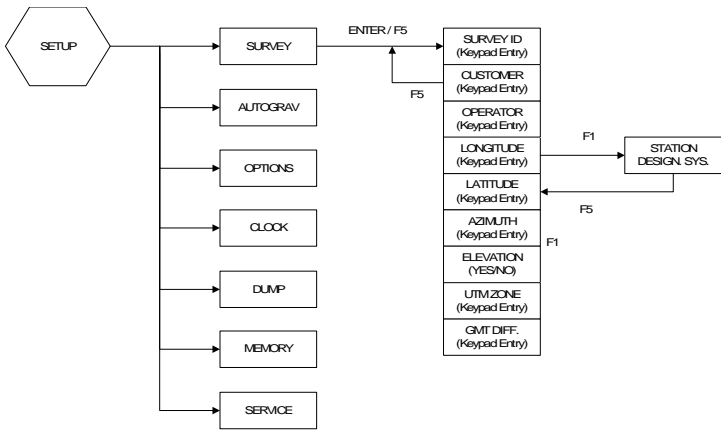 SETUP
SURVEY
AUTOGRAV
OPTIONS
CLOCK
DUMP
MEMORY
SERVICE
ENTER / F5
F5
SURVEY ID
(Keypad Entry)
CUSTOMER
(Keypad Entry)
OPERATOR
(Keypad Entry)
LONGITUDE
(Keypad Entry)
LATITUDE
(Keypad Entry)
AZIMUTH
(Keypad Entry)
ELEVATION
(YES/NO)
UTM ZONE
(Keypad Entry)
GMT DIFF.
(Keypad Entry)
F1
STATION
DESIGN. SYS.
F5
F1